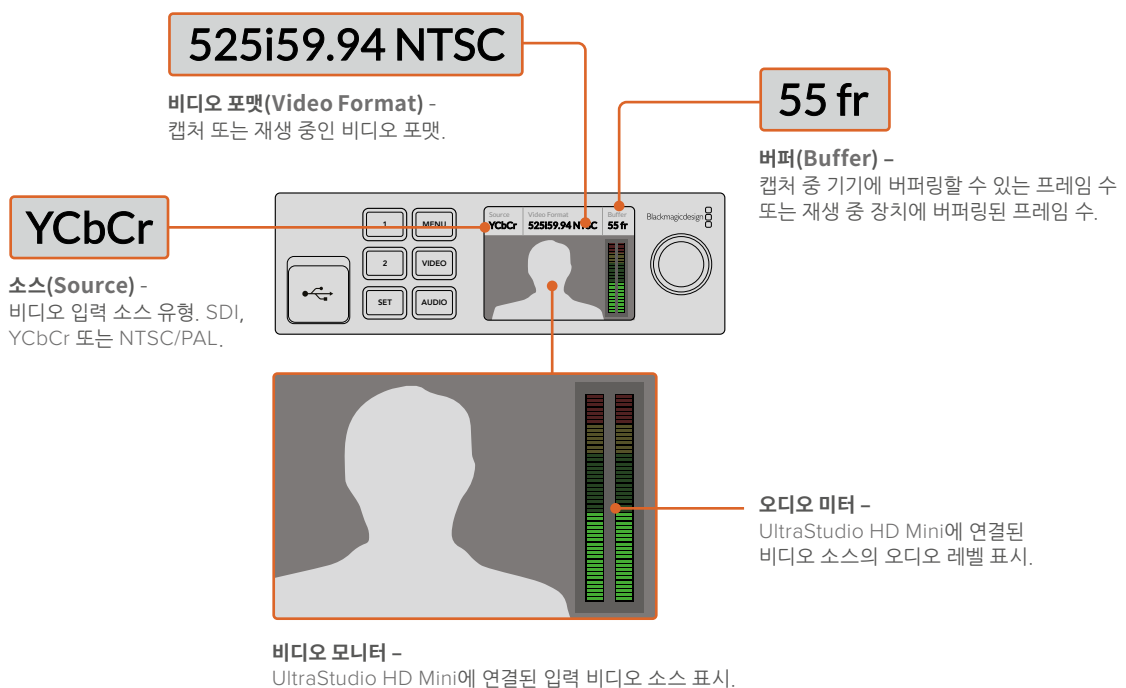 525i59.94 NTSC
비디오 포맷(Video Format) -
캡처 또는 재생 중인 비디오 포맷.
55 fr
버퍼(Buffer) –
캡처 중 기기에 버퍼링할 수 있는 프레임 수
또는 재생 중 장치에 버퍼링된 프레임 수.
YCbCr
소스(Source) -
비디오 입력 소스 유형. SDI,
YCbCr 또는 NTSC/PAL.
1
MENU
2
VIDEO
SET
AUDIO
Source Video Format Buffer
YCbCr 525I59.94 NTSC 55 fr
Blackmagicdesign
오디오 미터 –
UltraStudio HD Mini에 연결된
비디오 소스의 오디오 레벨 표시.
비디오 모니터 –
UltraStudio HD Mini에 연결된 입력 비디오 소스 표시.